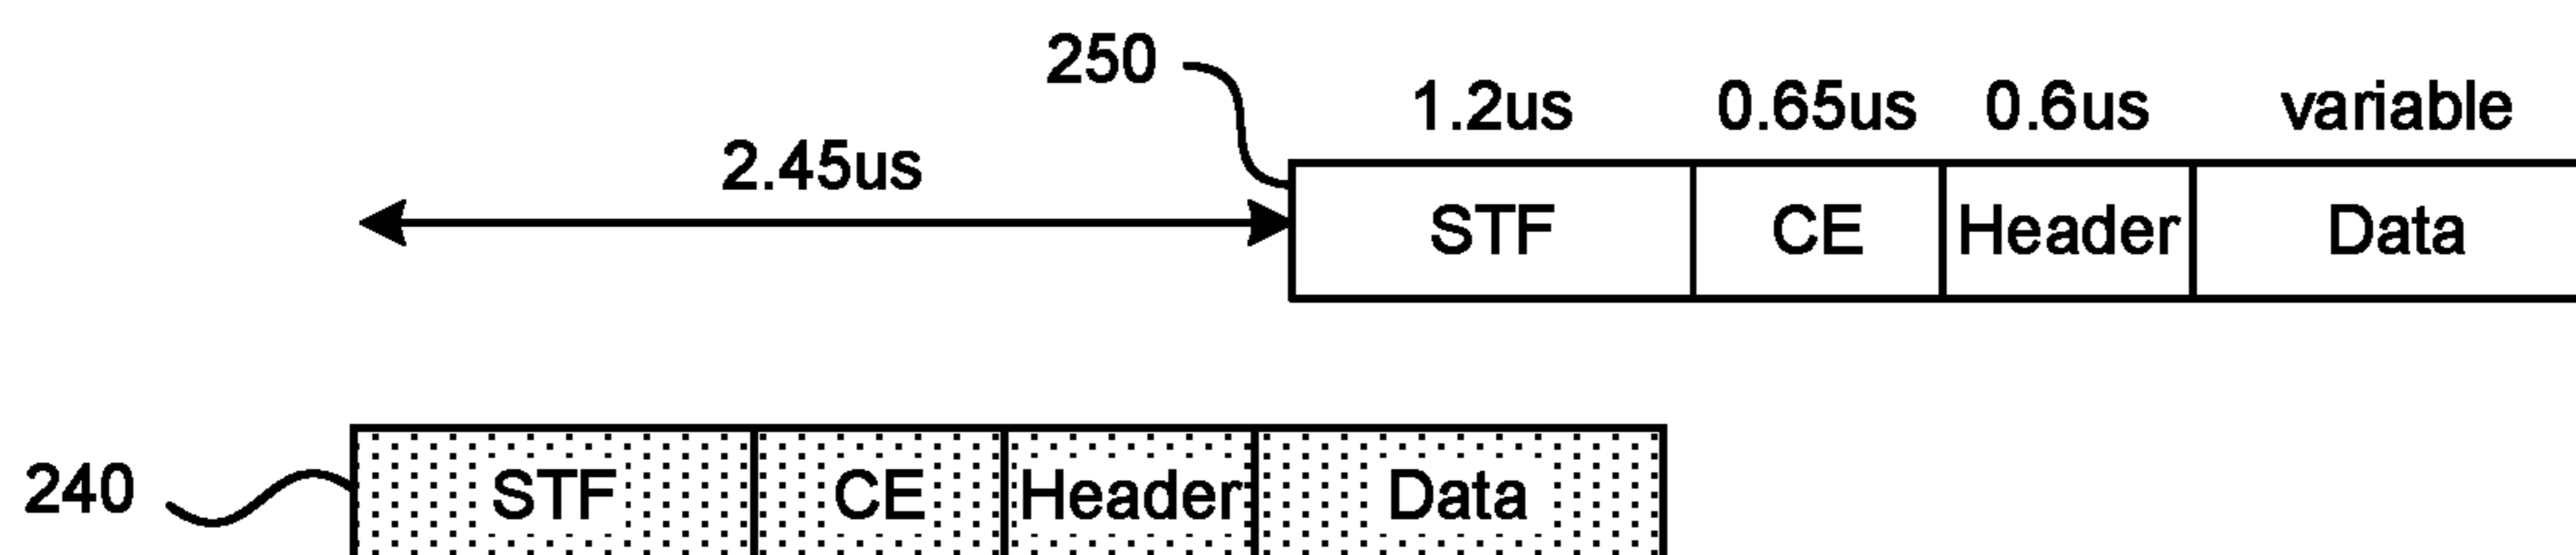 250
1.2us 0.65us 0.6us variable
2.45us
STF CE Header Data
240 STF CE Header Data